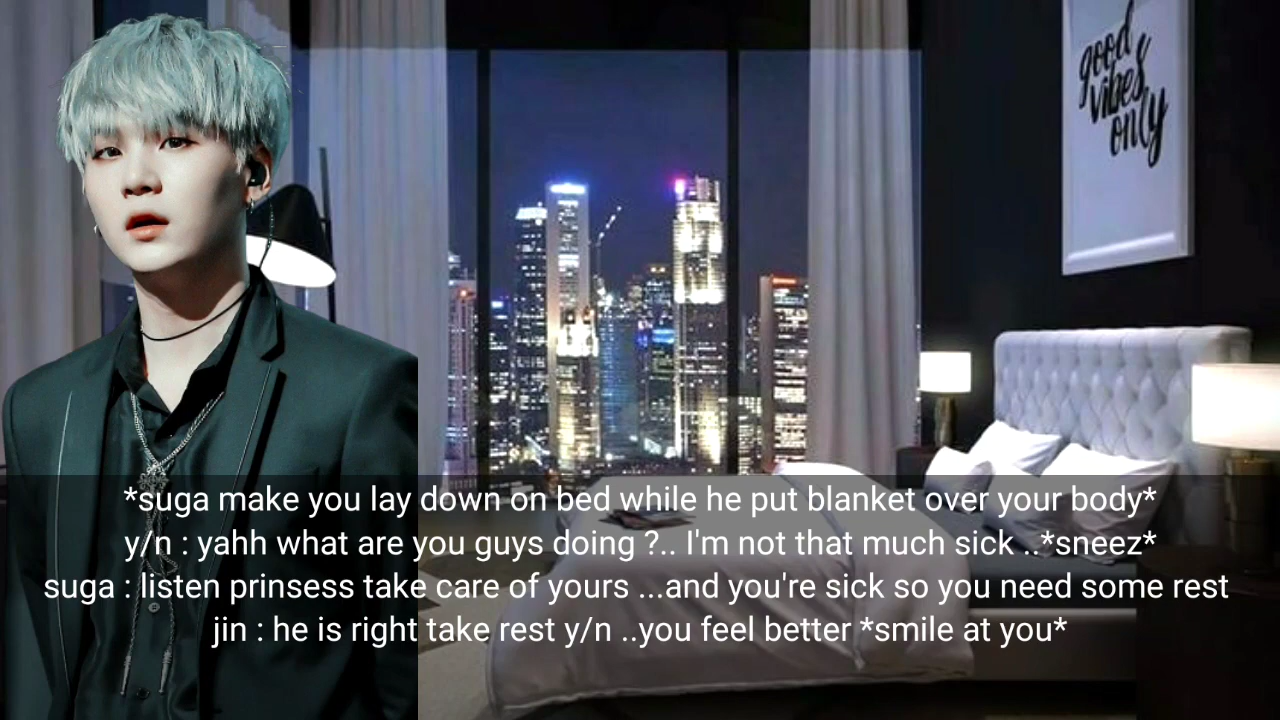 good
vibes
only
*suga make you lay down on bed while he put blanket over your body*
y/n : yahh what are you guys doing ?.. I'm not that much sick ..*sneez*
suga : listen prinsess take care of yours ...and you're sick so you need some rest
jin : he is right take rest y/n ..you feel better *smile at you*